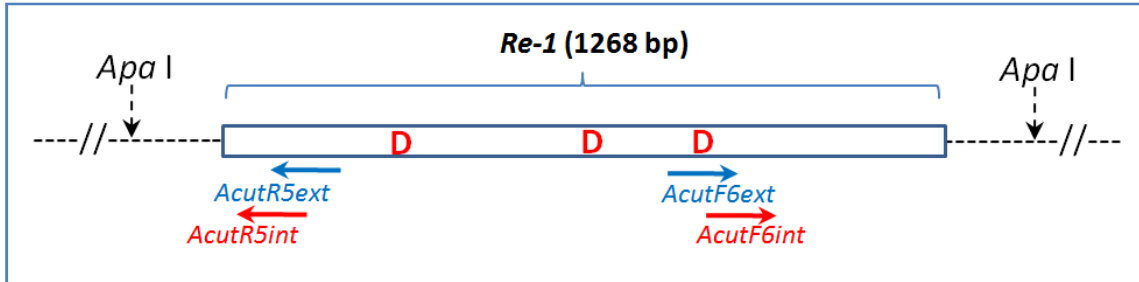 Re-1 (1268 bp)
Apa I
Apa I
D D D
AcutR5ext
AcutF6ext
AcutR5int
AcutF6int